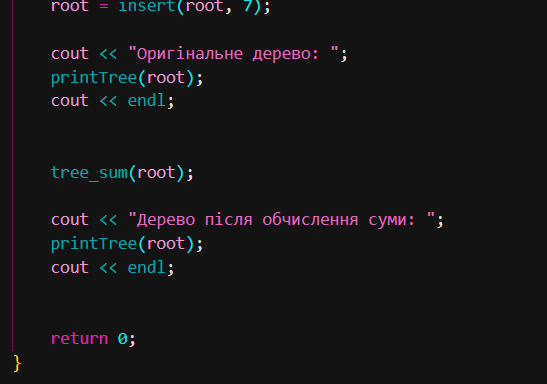 root = insert(root, 7);
cout << "Оригінальне дерево: ";
printTree(root);
cout << endl;
tree_sum(root);
cout << "Дерево після обчислення суми: ";
printTree(root);
cout << endl;
return 0;
}